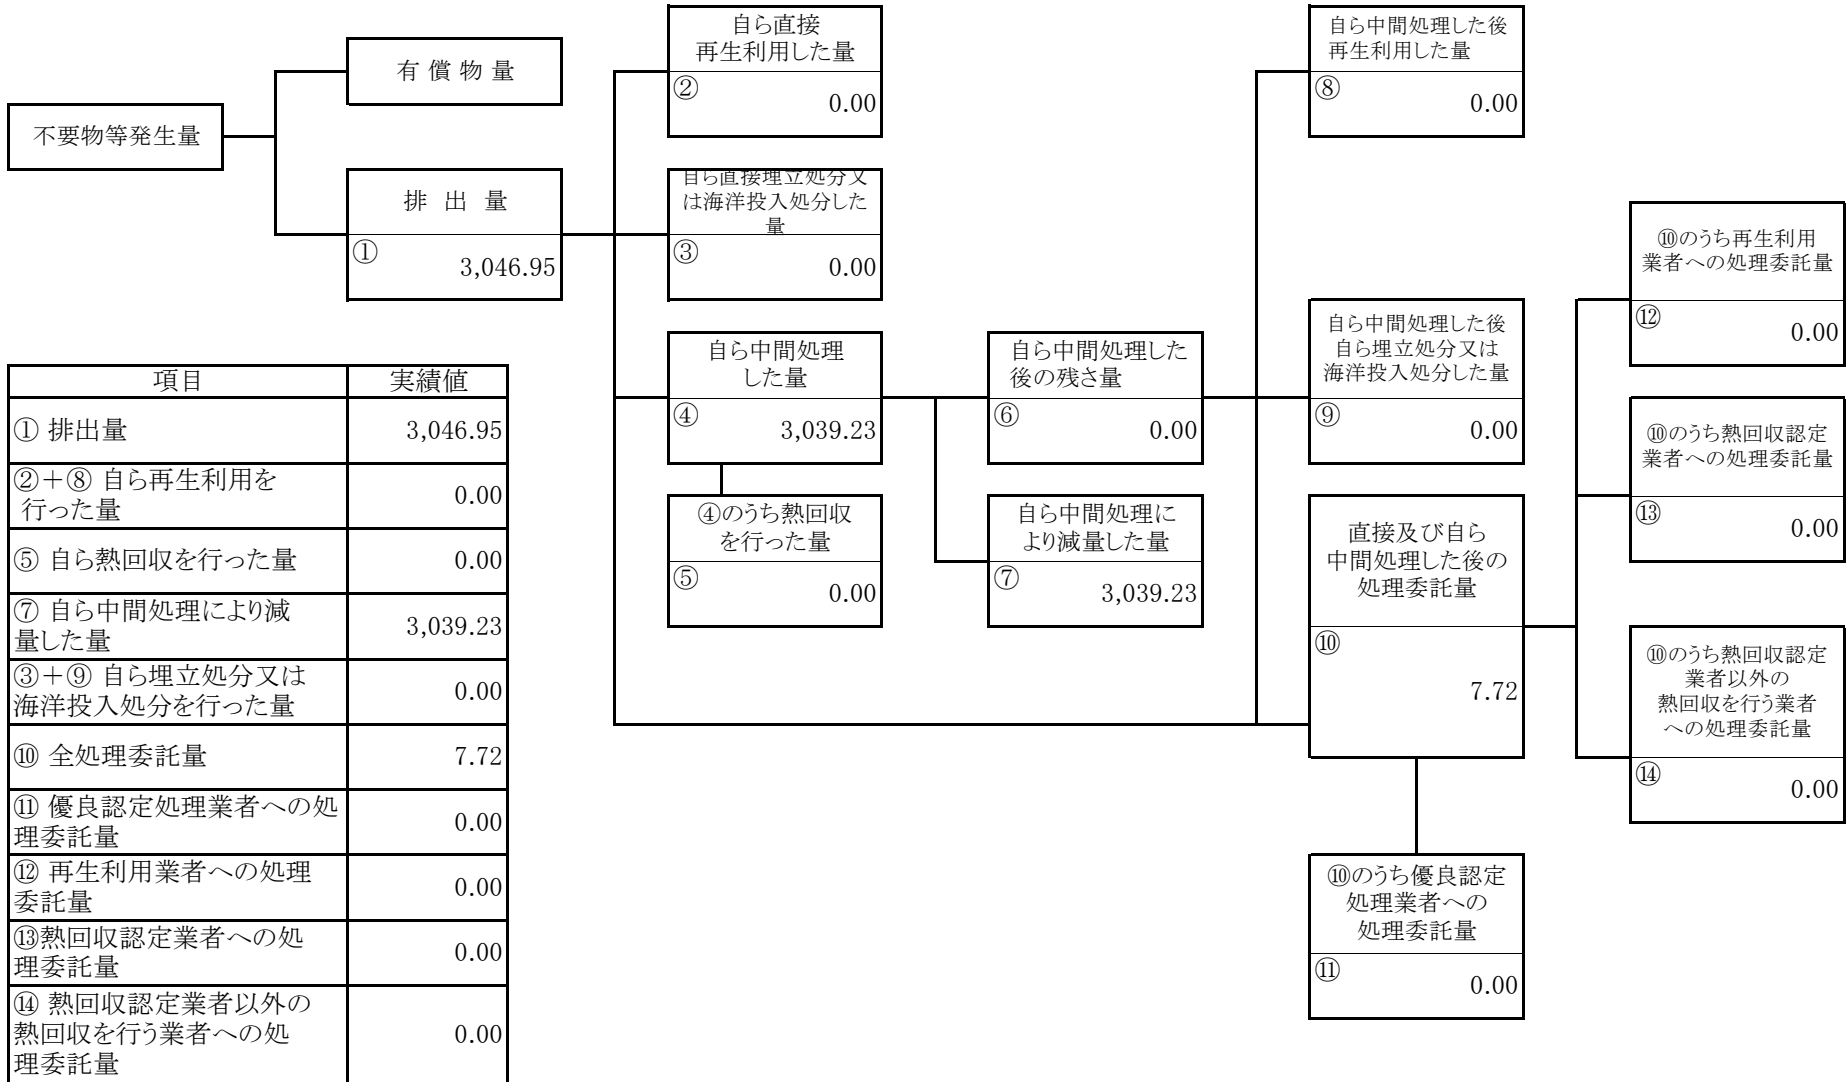 不要物等発生量
有 償 物 量
排 出 量
①
3,046.95
自ら直接
再生利用した量
②
0.00
自ら直接埋立処分又
は海洋投入処分した
量
③
0.00
自ら中間処理
した量
④
3,039.23
④のうち熱回収
を行った量
⑤
0.00
自ら中間処理した
後の残さ量
⑥
0.00
自ら中間処理に
より減量した量
⑦
3,039.23
自ら中間処理した後
再生利用した量
⑧
0.00
自ら中間処理した後
自ら埋立処分又は
海洋投入処分した量
⑨
0.00
直接及び自ら
中間処理した後の
処理委託量
⑩
7.72
⑩のうち優良認定
処理業者への
処理委託量
⑪
0.00
⑩のうち再生利用
業者への処理委託量
⑫
0.00
⑩のうち熱回収認定
業者への処理委託量
⑬
0.00
⑩のうち熱回収認定
業者以外の
熱回収を行う業者
への処理委託量
⑭
0.00
項目 実績値
① 排出量 3,046.95
②＋⑧ 自ら再生利用を
行った量 0.00
⑤ 自ら熱回収を行った量 0.00
⑦ 自ら中間処理により減
量した量 3,039.23
③＋⑨ 自ら埋立処分又は
海洋投入処分を行った量 0.00
⑩ 全処理委託量 7.72
⑪ 優良認定処理業者への処
理委託量 0.00
⑫ 再生利用業者への処理
委託量 0.00
⑬熱回収認定業者への処
理委託量 0.00
⑭ 熱回収認定業者以外の
熱回収を行う業者への処
理委託量 0.00